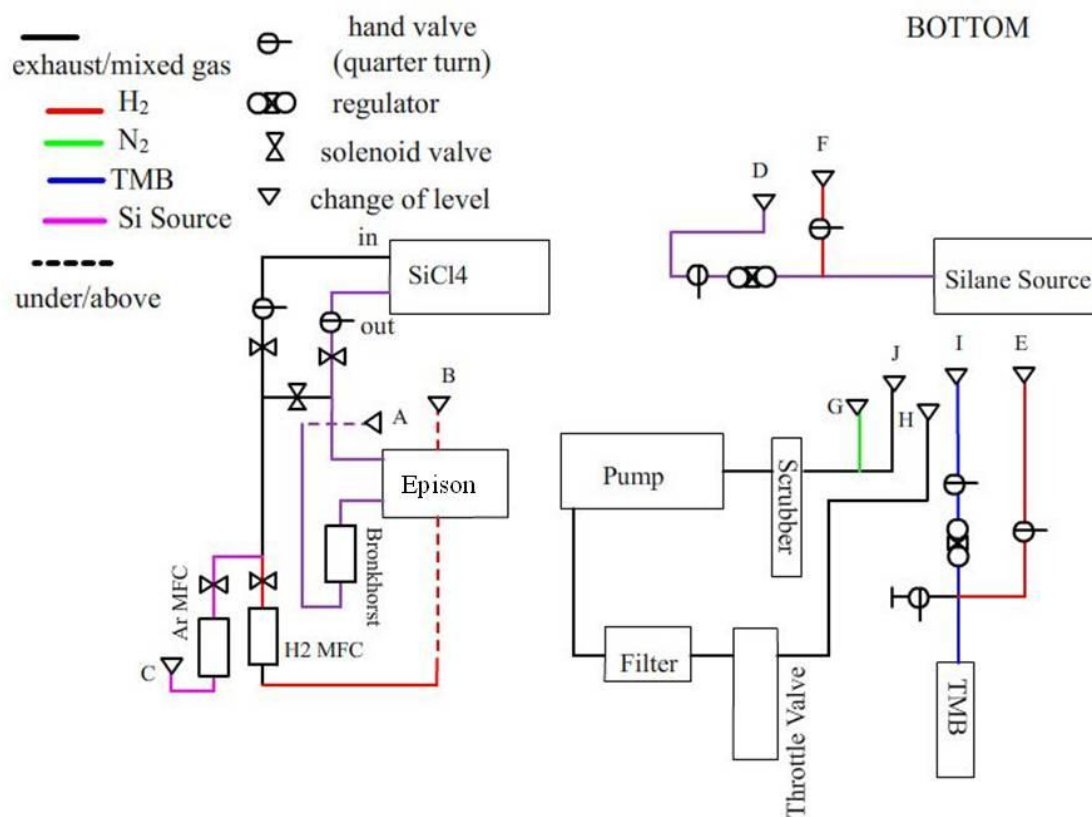 BOTTOM
exhaust/mixed gas
H₂
N₂
TMB
Si Source
under/above
hand valve
(quarter turn)
regulator
solenoid valve
change of level
in
SiCl4
out
B
A
Epison
Bronkhorst
Ar MFC
H2 MFC
C
D
F
Silane Source
J
I
E
G
H
Pump
Scrubber
Filter
Throttle Valve
TMB